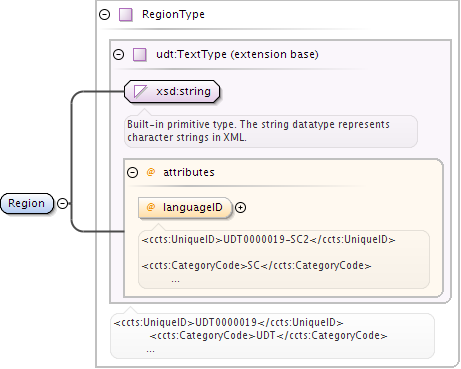 RegionType
udt:TextType (extension base)
xsd:string
Built-in primitive type. The string datatype represents
character strings in XML.
@ attributes
Region
@ languageID
<ccts:UniqueID>UDT0000019-SC2</ccts:UniqueID>
<ccts:CategoryCode>SC</ccts:CategoryCode>
...
<ccts:UniqueID>UDT0000019</ccts:UniqueID>
<ccts:CategoryCode>UDT</ccts:CategoryCode>
...